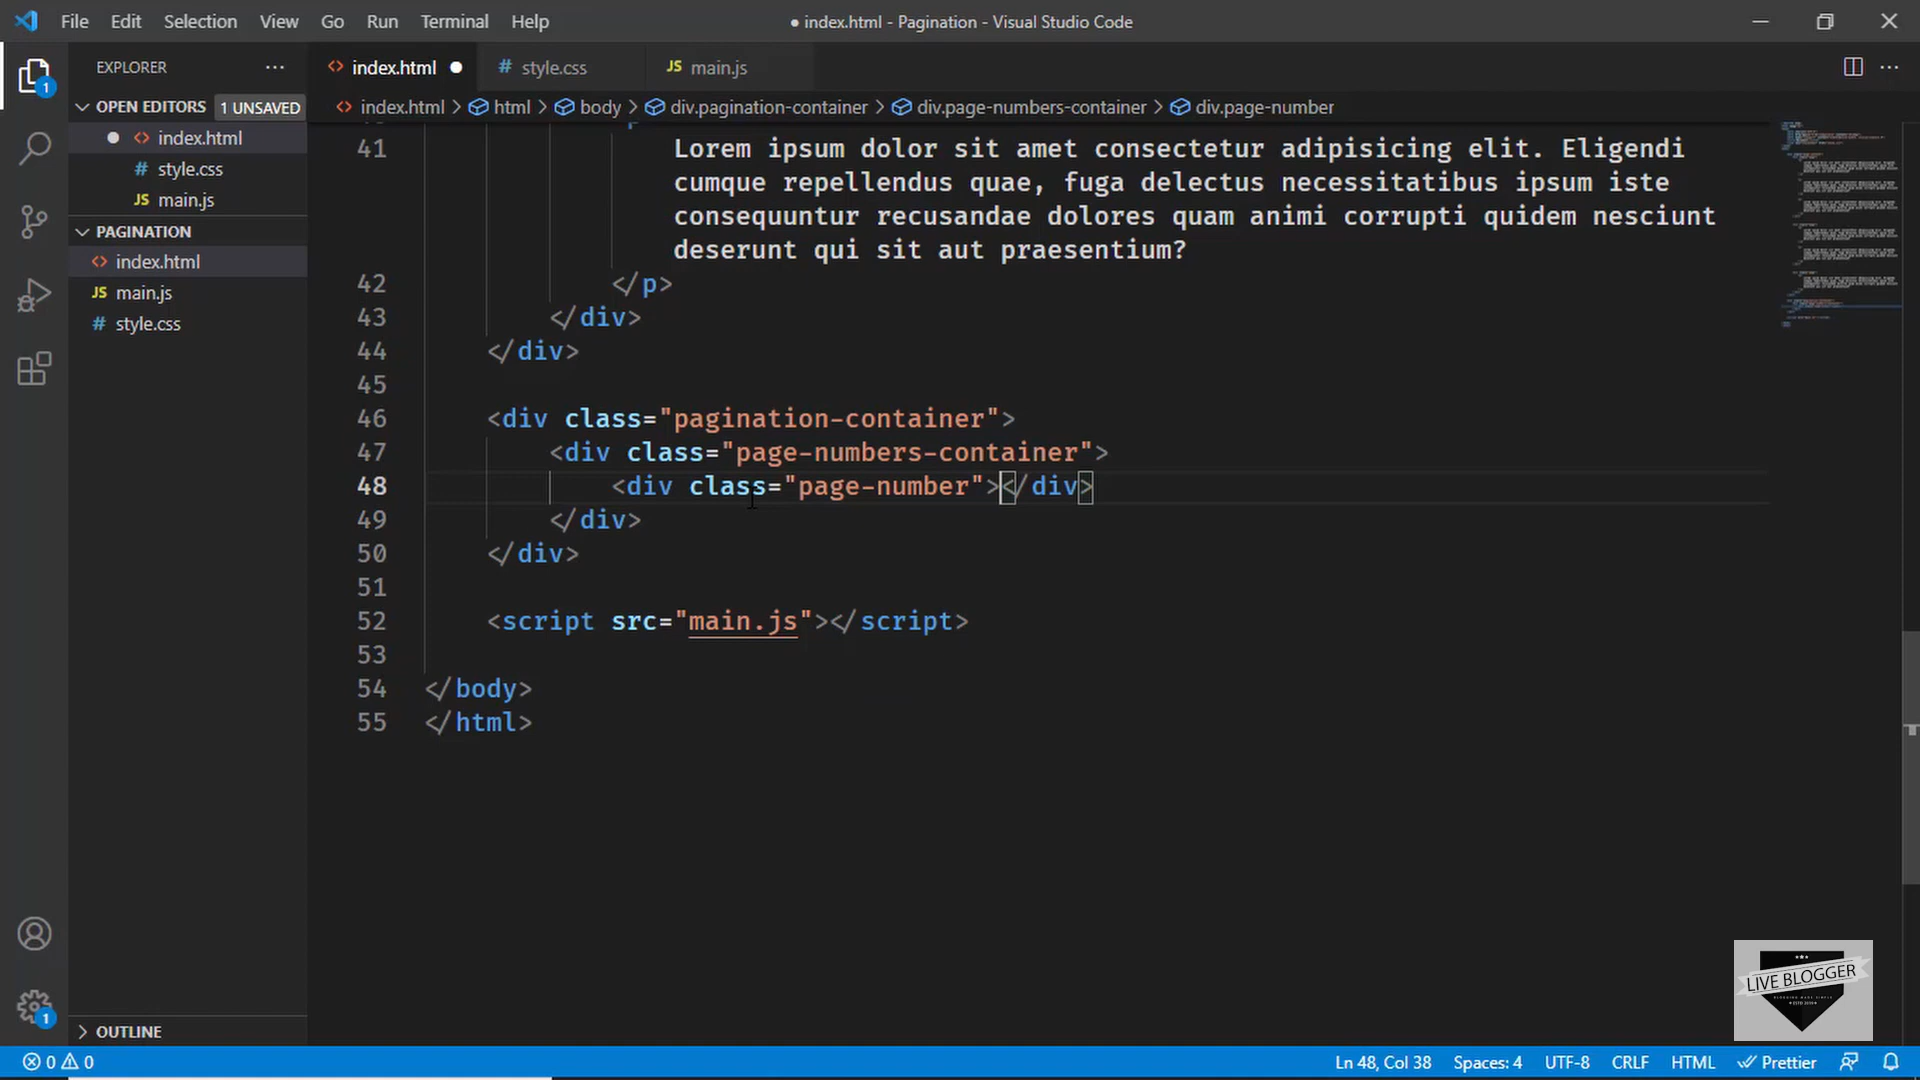 File Edit Selection View Go Run Terminal Help
● index.html - Pagination - Visual Studio Code
EXPLORER
OPEN EDITORS 1 UNSAVED
index.html
# style.css
JS main.js
PAGINATION
index.html
JS main.js
# style.css
OUTLINE
1
1
index.html ● # style.css JS main.js
index.html > html > body > div.pagination-container > div.page-numbers-container > div.page-number
41 Lorem ipsum dolor sit amet consectetur adipisicing elit. Eligendi
cumque repellendus quae, fuga delectus necessitatibus ipsum iste
consequuntur recusandae dolores quam animi corrupti quidem nesciunt
deserunt qui sit aut praesentium?
42 </p>
43 </div>
44 </div>
45
46 <div class="pagination-container">
47 <div class="page-numbers-container">
48 <div class="page-number"></div>
49 </div>
50 </div>
51
52 <script src="main.js"></script>
53
54 </body>
55 </html>
LIVE BLOGGER
0 0
Ln 48, Col 38 Spaces: 4 UTF-8 CRLF HTML Prettier